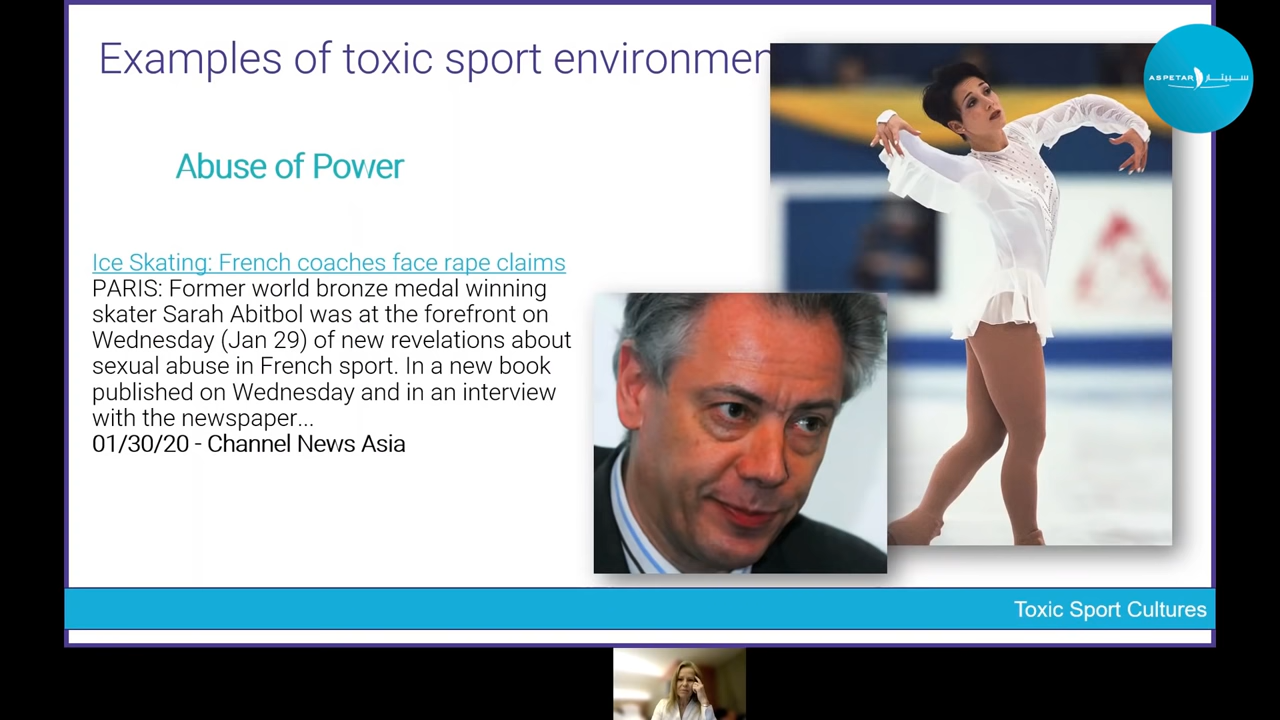 Examples of toxic sport environmen
ASPETAR سبيتار
Abuse of Power
Ice Skating: French coaches face rape claims
PARIS: Former world bronze medal winning
skater Sarah Abitbol was at the forefront on
Wednesday (Jan 29) of new revelations about
sexual abuse in French sport. In a new book
published on Wednesday and in an interview
with the newspaper...
01/30/20 - Channel News Asia
Toxic Sport Cultures